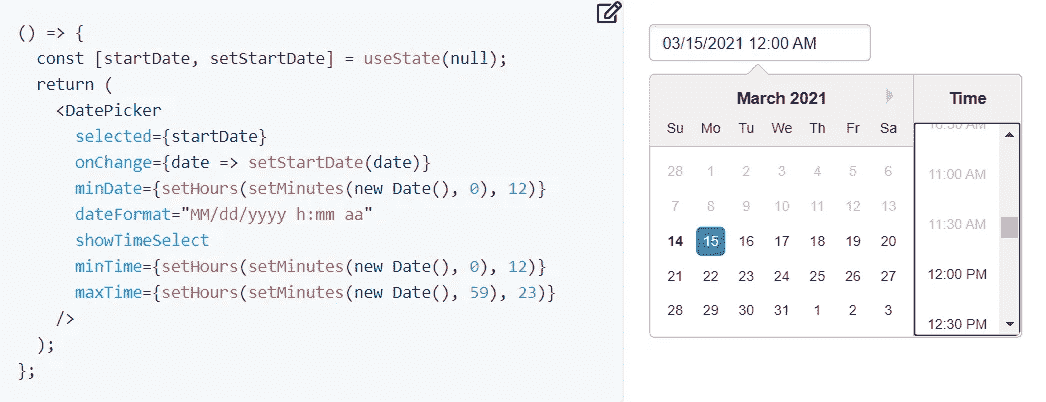 () => {
  const [startDate, setStartDate] = useState(null);
  return (
    <DatePicker
      selected={startDate}
      onChange={date => setStartDate(date)}
      minDate={setHours(setMinutes(new Date(), 0), 12)}
      dateFormat="MM/dd/yyyy h:mm aa"
      showTimeSelect
      minTime={setHours(setMinutes(new Date(), 0), 12)}
      maxTime={setHours(setMinutes(new Date(), 59), 23)}
    />
  );
};
03/15/2021 12:00 AM
March 2021
Su Mo Tu We Th Fr Sa
28 1 2 3 4 5 6
7 8 9 10 11 12 13
14 15 16 17 18 19 20
21 22 23 24 25 26 27
28 29 30 31 1 2 3
Time
10:30 AM
11:00 AM
11:30 AM
12:00 PM
12:30 PM